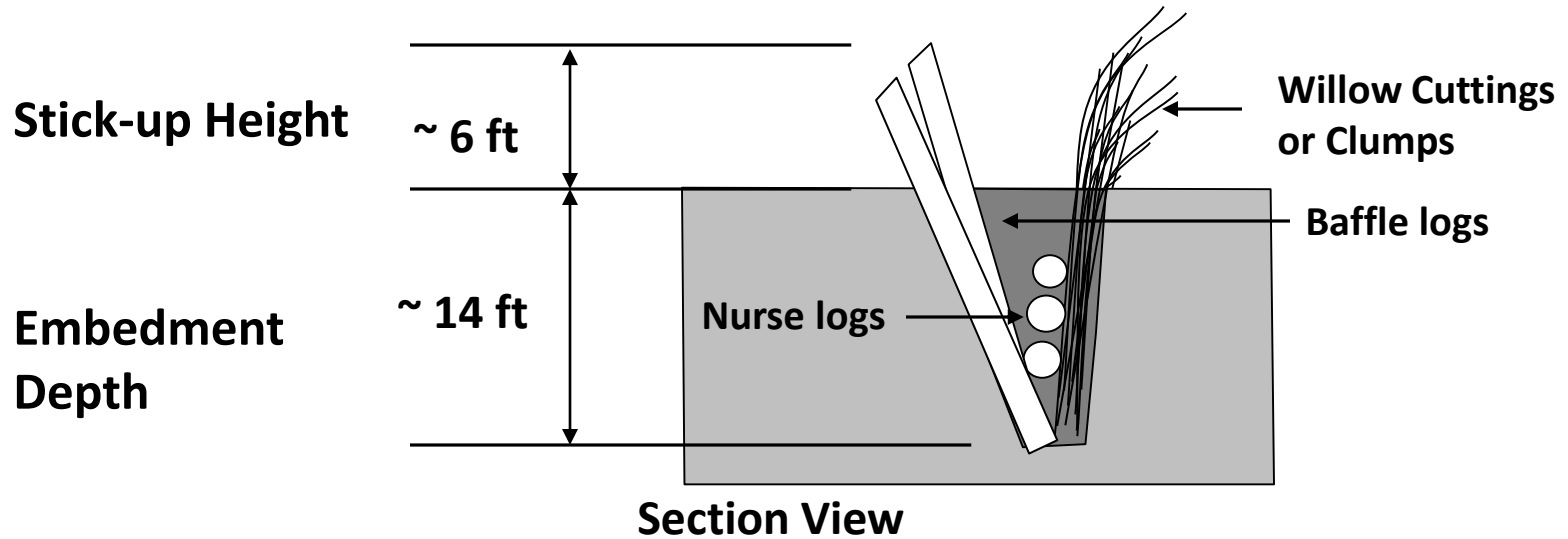 Stick-up Height
~ 6 ft
Willow Cuttings
or Clumps
Baffle logs
Embedment
Depth
~ 14 ft
Nurse logs
Section View